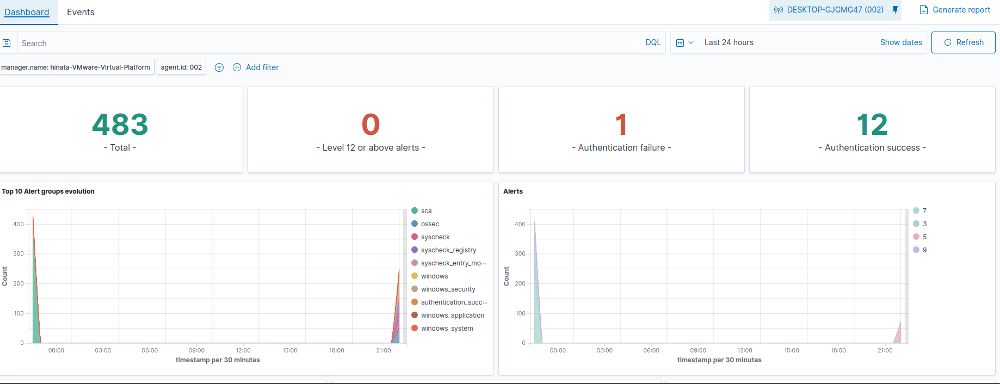 Dashboard Events DESKTOP-GJGMG47 (002) Generate report
Search DQL Last 24 hours Show dates Refresh
manager.name: hinata-VMware-Virtual-Platform agent.id: 002 Add filter
483
- Total -
0
- Level 12 or above alerts -
1
- Authentication failure -
12
- Authentication success -
Top 10 Alert groups evolution
Count
400
300
200
100
0
00:00 03:00 06:00 09:00 12:00 15:00 18:00 21:00
timestamp per 30 minutes
sca
ossec
syscheck
syscheck_registry
syscheck_entry_mo...
windows
windows_security
authentication_succ...
windows_application
windows_system
Alerts
Count
400
300
200
100
0
00:00 03:00 06:00 09:00 12:00 15:00 18:00 21:00
timestamp per 30 minutes
7
3
5
9